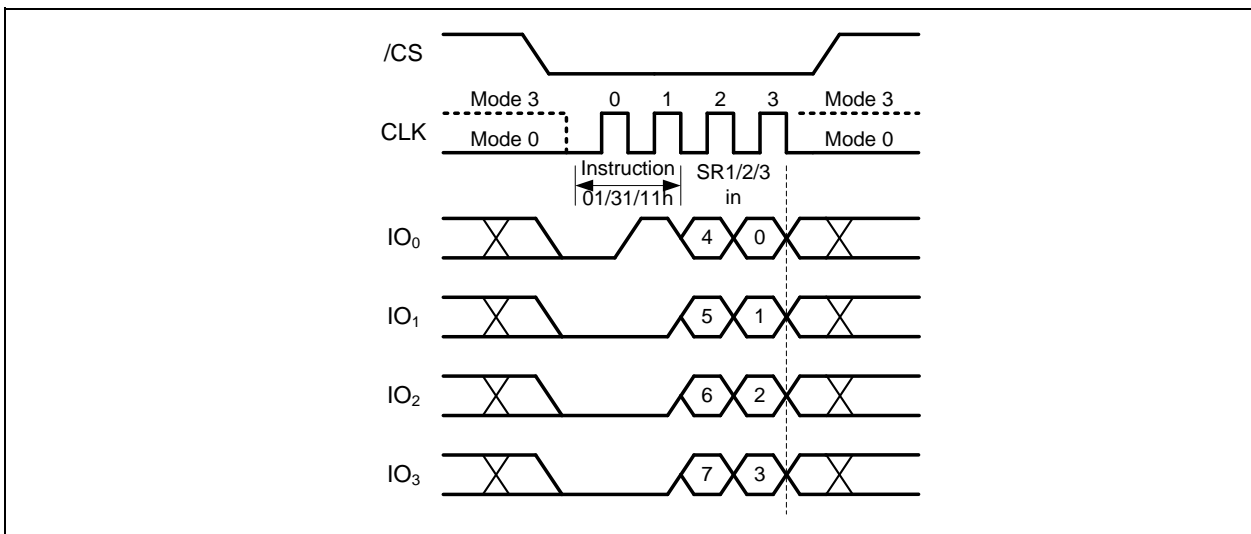 /CS
Mode 3 0 1 2 3 Mode 3
CLK
Mode 0 Mode 0
Instruction SR1/2/3
01/31/11h in
IO₀ 4 0
IO₁ 5 1
IO₂ 6 2
IO₃ 7 3